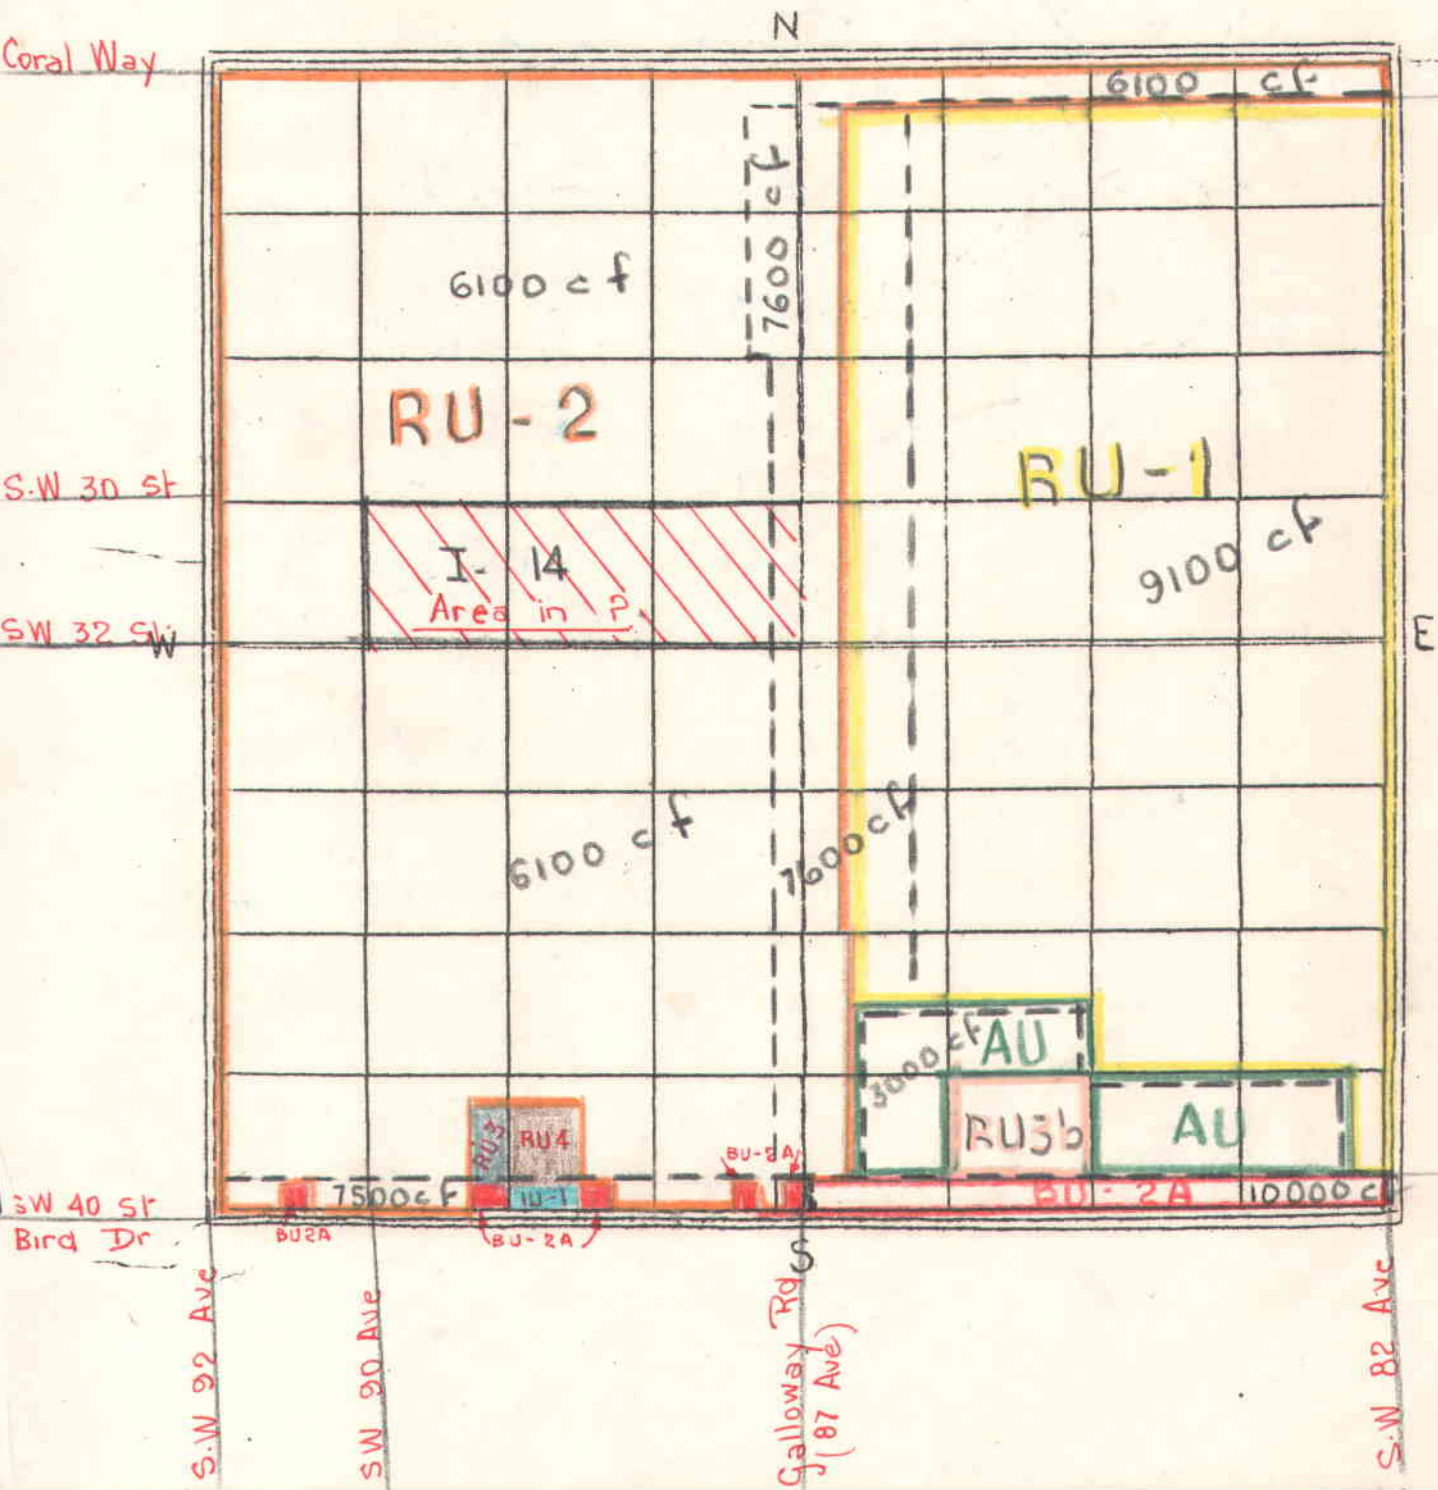 N
Coral Way
6100 cf
7600 cf
6100 c f
RU-2
RU-1
S.W 30 St
9100 cf
I- 14
Area in ?
SW 32 St.
W
E
6100 c f
7600 cf
3000 cf
AU
RU3
RU4
RU3b
AU
BU-2A
7500 c f
IU-1
BU-2A
10000 cf
SW 40 St
Bird Dr.
BU2A
BU-2A
S
S.W 92 Ave
SW 90 Ave
Galloway Rd
(87 Ave)
S.W 82 Ave